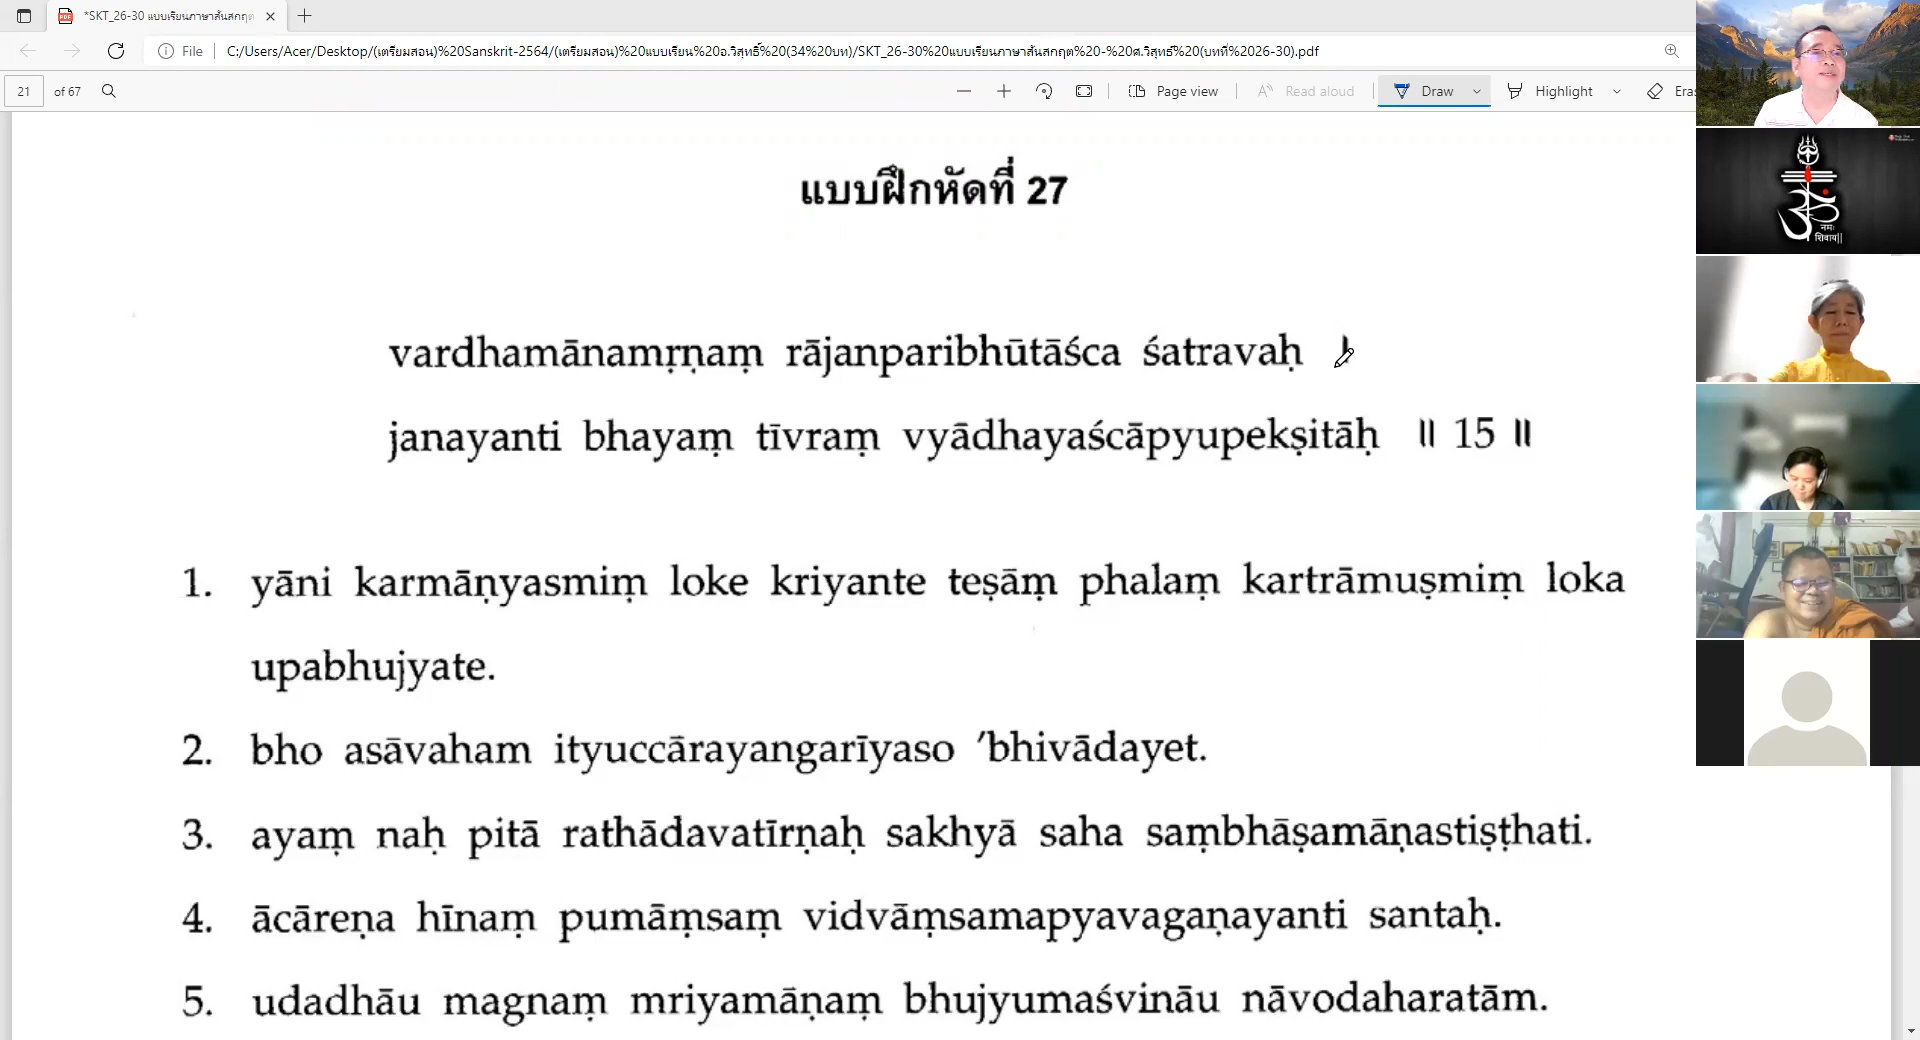 *SKT_26-30 แบบเรียนภาษาสันสกฤต
File
C:/Users/Acer/Desktop/(เตรียมสอน)%20Sanskrit-2564/(เตรียมสอน)%20แบบเรียน%20อ.วิสุทธิ์%20(34%20บท)/SKT_26-30%20แบบเรียนภาษาสันสกฤต%20-%20ศ.วิสุทธ์%20(บทที่%2026-30).pdf
21 of 67
Page view
Read aloud
Draw
Highlight
Eras
แบบฝึกหัดที่ 27
vardhamānamṛṇaṃ rājanparibhūtāśca śatravaḥ
janayanti bhayaṃ tīvraṃ vyādhayaścāpyupekṣitāḥ ॥ 15 ॥
1. yāni karmāṇyasmiṃ loke kriyante teṣāṃ phalaṃ kartrāmuṣmiṃ loka
upabhujyate.
2. bho asāvaham ityuccārayangarīyaso ’bhivādayet.
3. ayaṃ naḥ pitā rathādavatīrṇaḥ sakhyā saha saṃbhāṣamāṇastiṣṭhati.
4. ācāreṇa hīnaṃ pumāṃsaṃ vidvāṃsamapyavagaṇayanti santaḥ.
5. udadhāu magnaṃ mriyamāṇaṃ bhujyumaśvināu nāvodaharatām.
नमः
शिवाय||